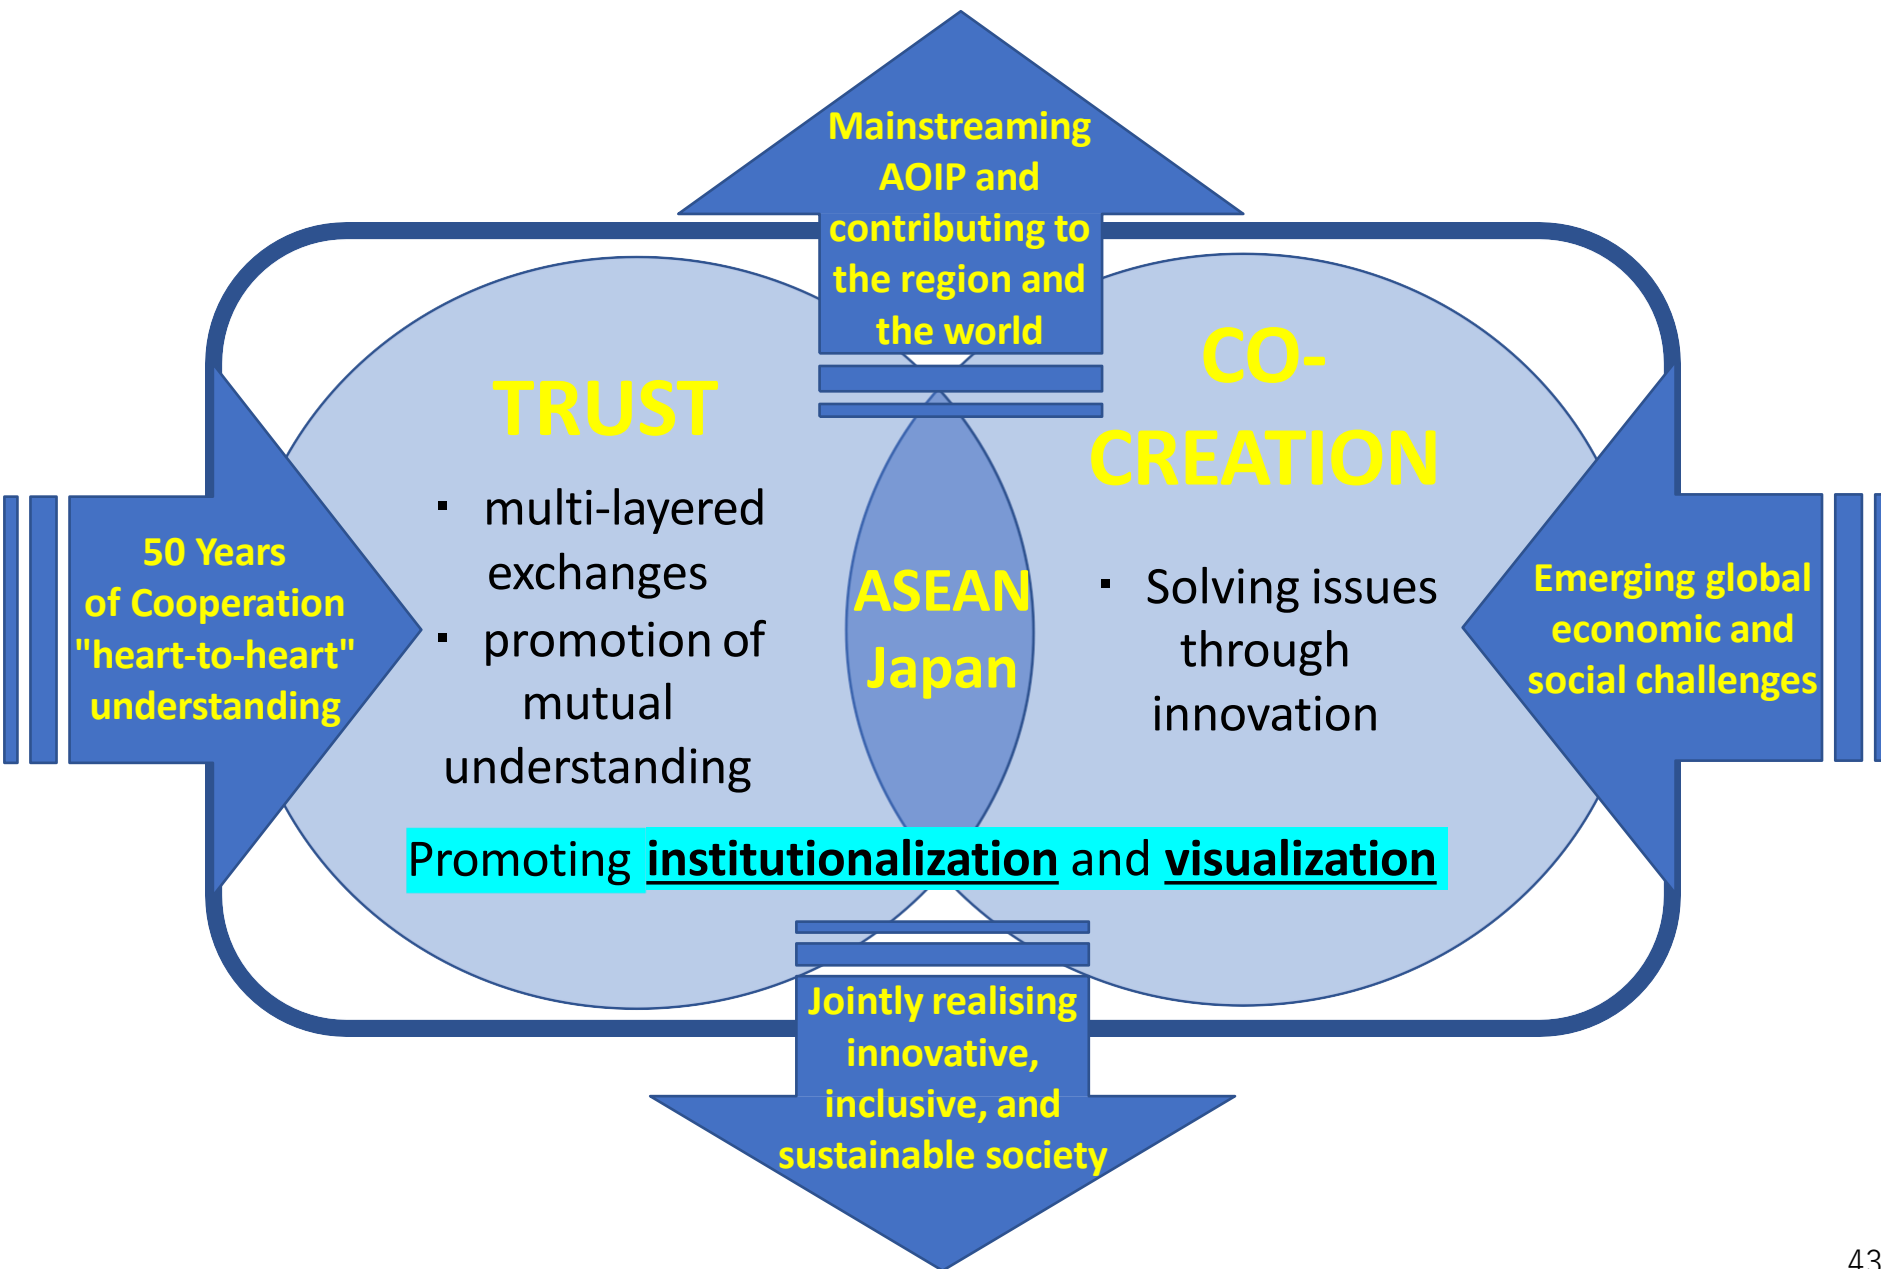 Mainstreaming
AOIP and
contributing to
the region and
the world
TRUST
・ multi-layered
exchanges
・ promotion of
mutual
understanding
CO-
CREATION
・ Solving issues
through
innovation
ASEAN
Japan
50 Years
of Cooperation
"heart-to-heart"
understanding
Emerging global
economic and
social challenges
Promoting institutionalization and visualization
Jointly realising
innovative,
inclusive, and
sustainable society
43